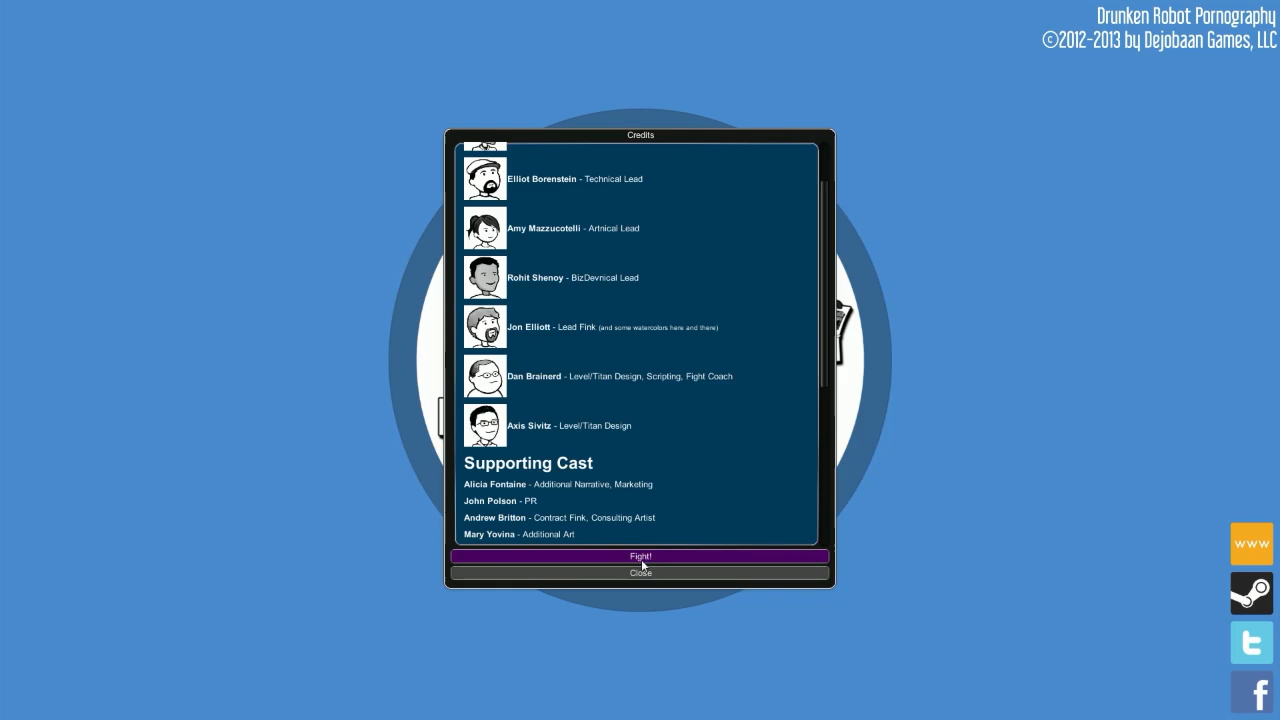 Drunken Robot Pornography
©2012-2013 by Dejobaan Games, LLC
Credits
Elliot Borenstein - Technical Lead
Amy Mazzucotelli - Artnical Lead
Rohit Shenoy - BizDevnical Lead
Jon Elliott - Lead Fink (and some watercolors here and there)
Dan Brainerd - Level/Titan Design, Scripting, Fight Coach
Axis Sivitz - Level/Titan Design
Supporting Cast
Alicia Fontaine - Additional Narrative, Marketing
John Polson - PR
Andrew Britton - Contract Fink, Consulting Artist
Mary Yovina - Additional Art
Fight!
Close
www